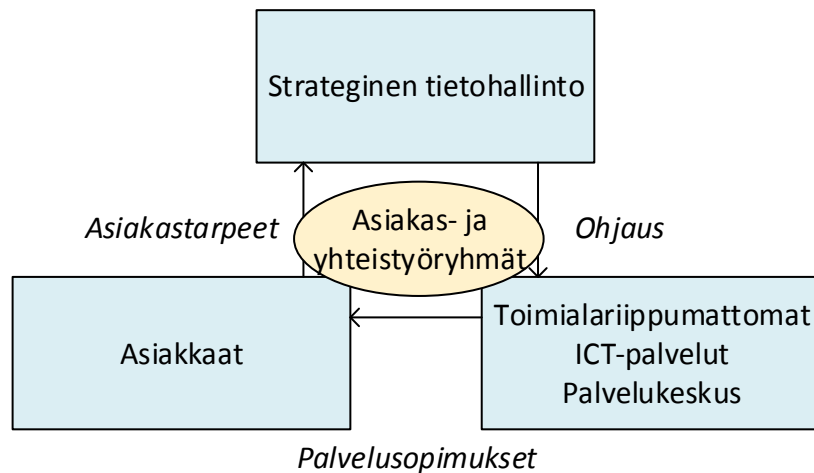 Strateginen tietohallinto
Asiakastarpeet
Asiakas- ja
yhteistyöryhmät
Ohjaus
Asiakkaat
Toimialariippumattomat
ICT-palvelut
Palvelukeskus
Palvelusopimukset